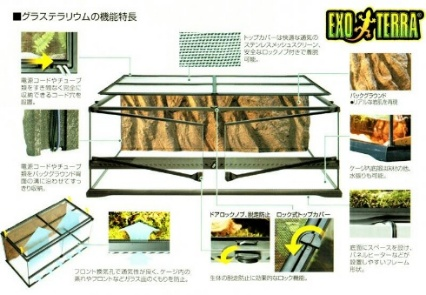 ■グラステラリウムの機能特長
トップカバーは快適な通気の
ステンレスメッシュスクリーン。
安全なロックノブ付きで着脱
可能。
EXO TERRA
電源コードやチューブ
類をすき間なく完全に
収納できるコード穴を
設置。
バックグラウンド
●リアルな岩肌を再現
電源コードやチューブ
類をバックグラウンド背
面の溝に沿わせてすっ
きり収納。
ケージ内底面は
水張りも可能。
ドアロックノブ、脱走防止
ロック式トップカバー
フロント換気孔で通気性が良く、ケージ内の
蒸れやフロントなどガラス面のくもりを防止。
生体の脱走防止に効果的なロック機能。
底面にスペースを設け、
パネルヒーターなどが
設置しやすいフレーム
形状。